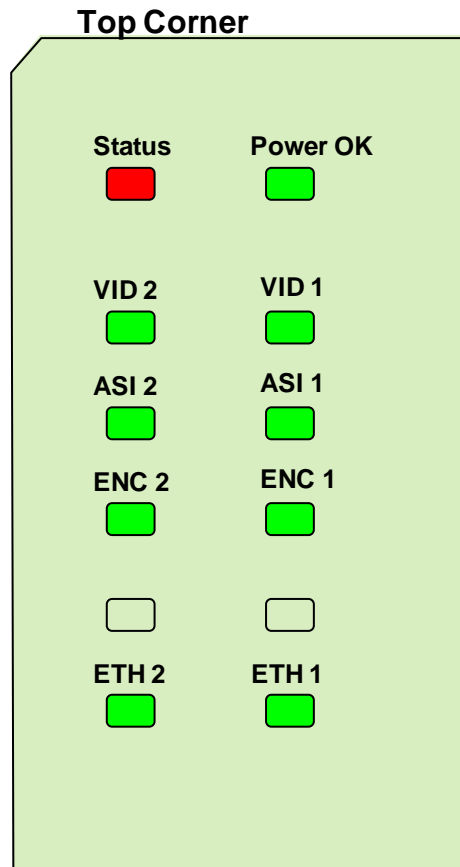 Top Corner
Status Power OK
VID 2 VID 1
ASI 2 ASI 1
ENC 2 ENC 1
ETH 2 ETH 1